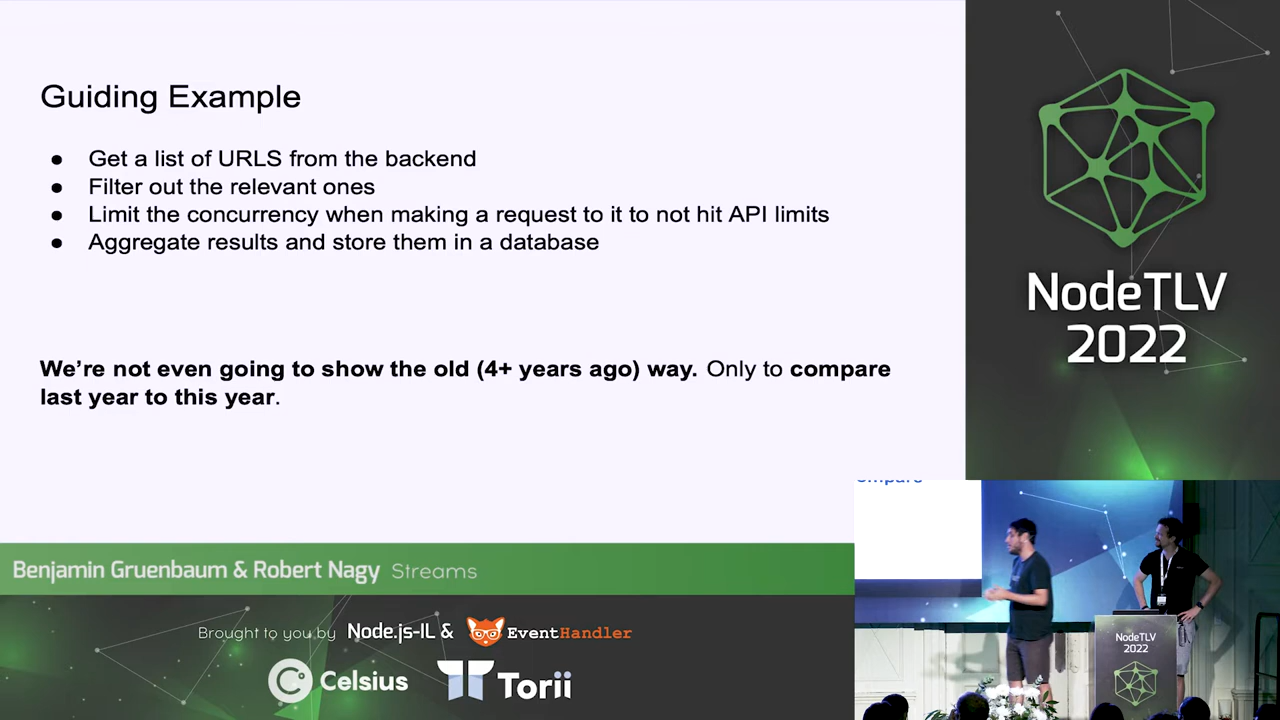 Guiding Example
● Get a list of URLS from the backend
● Filter out the relevant ones
● Limit the concurrency when making a request to it to not hit API limits
● Aggregate results and store them in a database
We're not even going to show the old (4+ years ago) way. Only to compare
last year to this year.
NodeTLV
2022
Benjamin Gruenbaum & Robert Nagy Streams
Brought to you by Node.js-IL & EventHandler
Celsius Torii
NodeTLV
2022